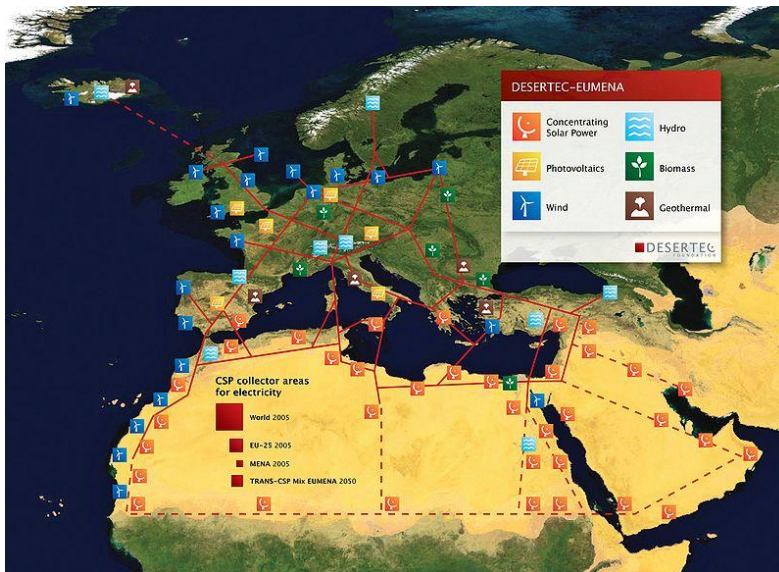 DESERTEC–EUMENA
Concentrating
Solar Power
Hydro
Photovoltaics
Biomass
Wind
Geothermal
DESERTEC
FOUNDATION
CSP collector areas
for electricity
World 2005
EU-25 2005
MENA 2005
TRANS-CSP Mix EUMENA 2050